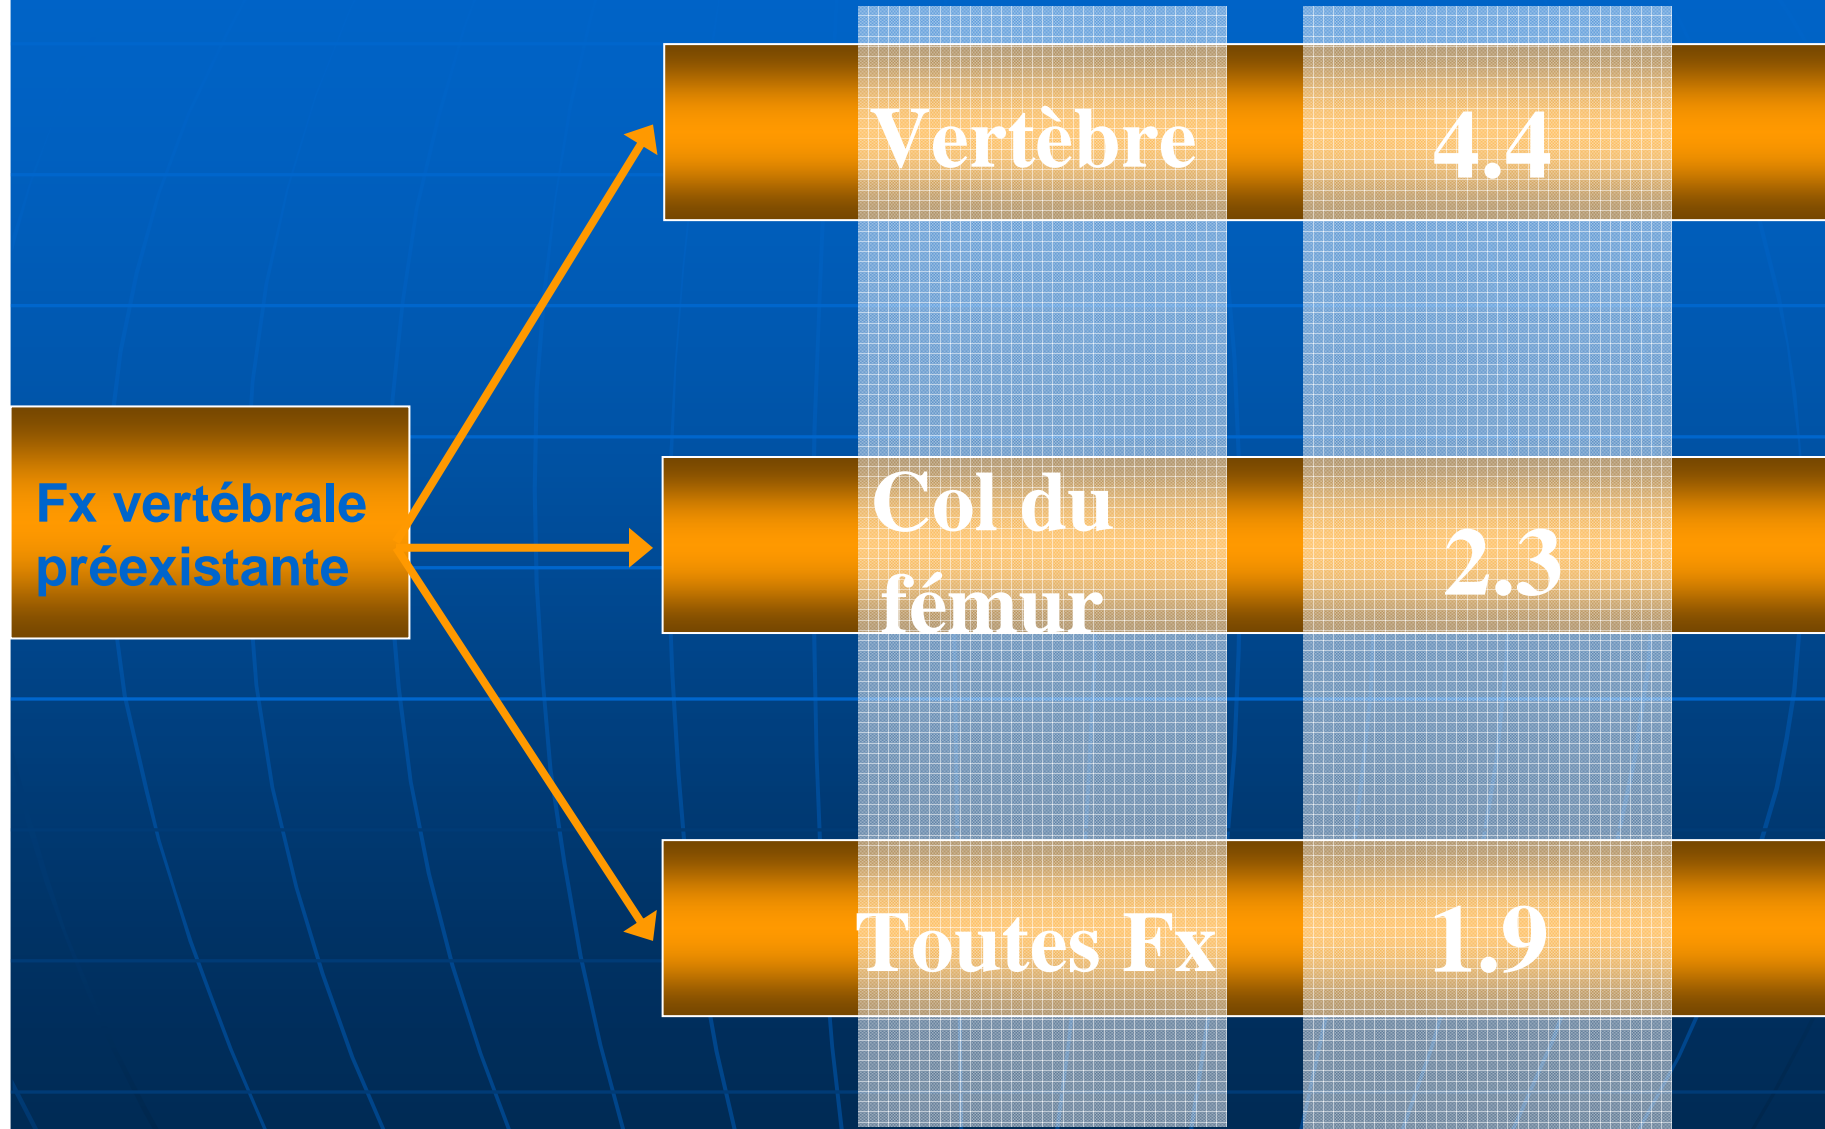 Vertèbre 4.4
Fx vertébrale
préexistante
Col du
fémur
2.3
Toutes Fx 1.9